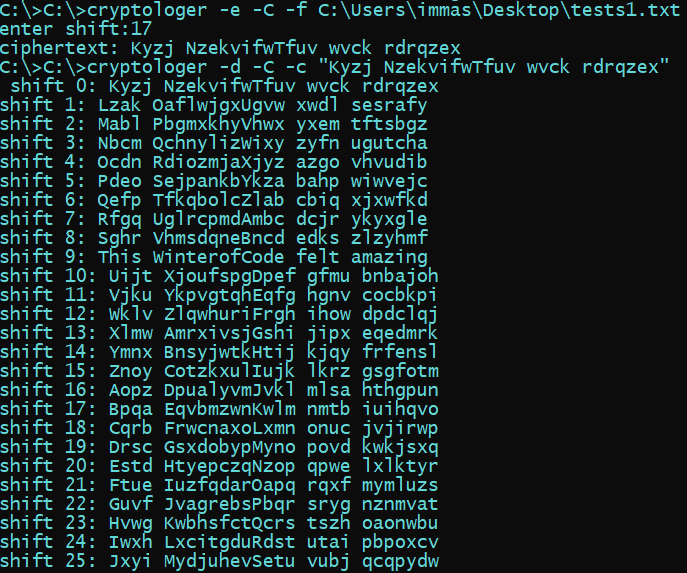 C:\>C:\>cryptologer -e -C -f C:\Users\immas\Desktop\tests1.txt
enter shift:17
ciphertext: Kyzj NzekvifwTfuv wvck rdrqzex
C:\>C:\>cryptologer -d -C -c "Kyzj NzekvifwTfuv wvck rdrqzex"
 shift 0: Kyzj NzekvifwTfuv wvck rdrqzex
shift 1: Lzak OaflwjgxUgvw xwdl sesrafy
shift 2: Mabl PbgmxkhyVhwx yxem tftsbgz
shift 3: Nbcm QchnylizWixy zyfn ugutcha
shift 4: Ocdn RdiozmjaXjyz azgo vhvudib
shift 5: Pdeo SejpankbYkza bahp wiwvejc
shift 6: Qefp TfkqbolcZlab cbiq xjxwfkd
shift 7: Rfgq UglrcpmdAmbc dcjr ykyxgle
shift 8: Sghr VhmsdqneBncd edks zlzyhmf
shift 9: This WinterofCode felt amazing
shift 10: Uijt XjoufspgDpef gfmu bnbajoh
shift 11: Vjku YkpvgtqhEqfg hgnv cocbkpi
shift 12: Wklv ZlqwhuriFrgh ihow dpdclqj
shift 13: Xlmw AmrxivsjGshi jipx eqedmrk
shift 14: Ymnx BnsyjwtkHtij kjqy frfensl
shift 15: Znoy CotzkxulIujk lkrz gsgfotm
shift 16: Aopz DpualyvmJvkl mlsa hthgpun
shift 17: Bpqa EqvbmzwnKwlm nmtb iuihqvo
shift 18: Cqrb FrwcnaxoLxmn onuc jvjirwp
shift 19: Drsc GsxdobypMyno povd kwkjsxq
shift 20: Estd HtyepczqNzop qpwe lxlktyr
shift 21: Ftue IuzfqdarOapq rqxf mymluzs
shift 22: Guvf JvagrebsPbqr sryg nznmvat
shift 23: Hvwg KwbhsfctQcrs tszh oaonwbu
shift 24: Iwxh LxcitgduRdst utai pbpoxcv
shift 25: Jxyi MydjuhevSetu vubj qcqpydw